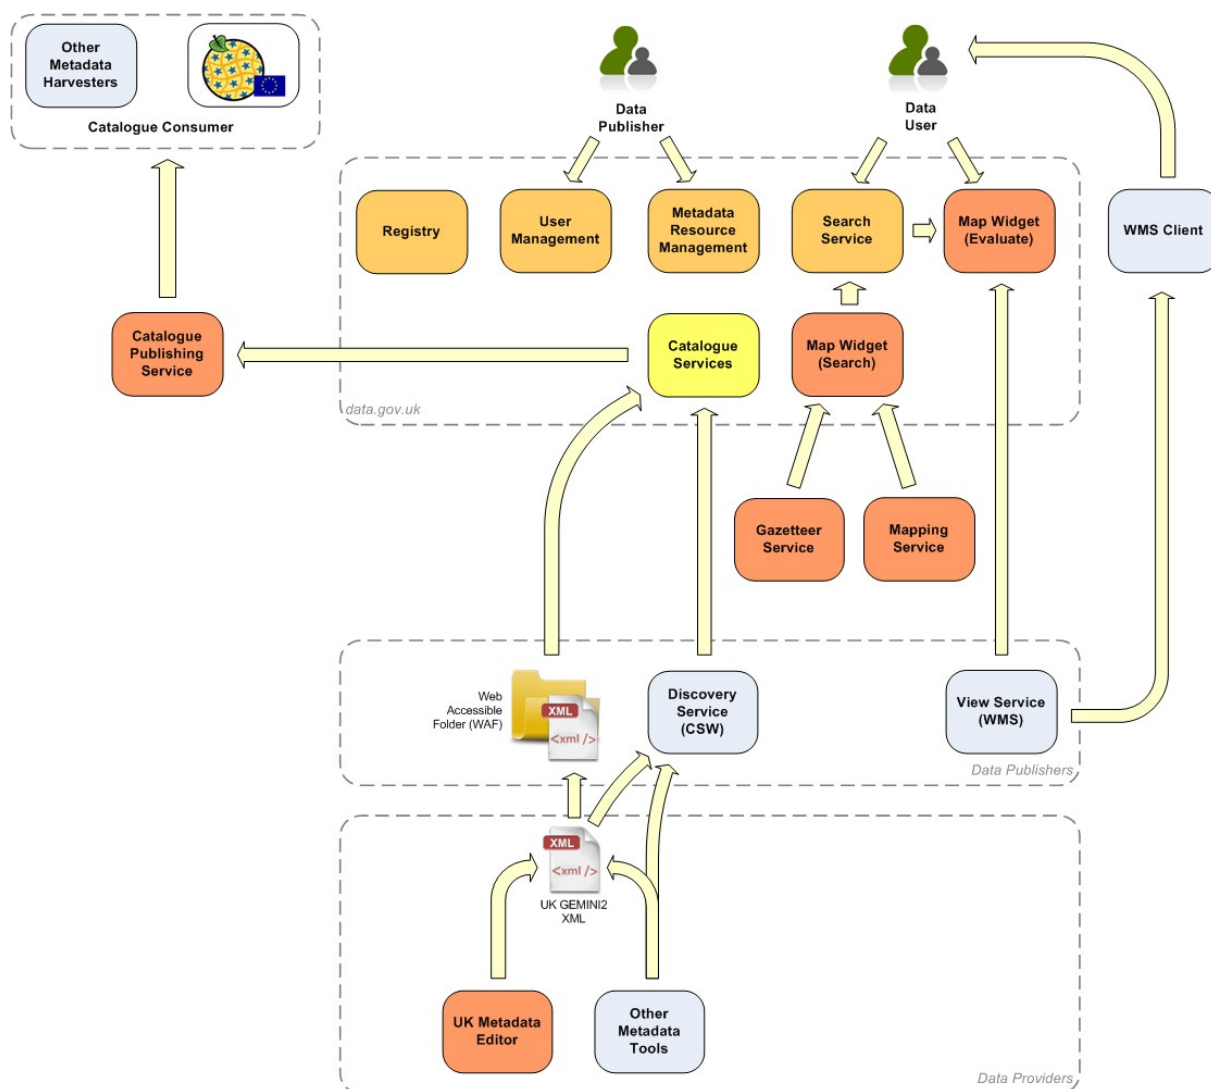 Other
Metadata
Harvesters
Catalogue Consumer
Data
Publisher
Data
User
Registry
User
Management
Metadata
Resource
Management
Search
Service
Map Widget
(Evaluate)
WMS Client
Catalogue
Publishing
Service
Catalogue
Services
Map Widget
(Search)
data.gov.uk
Gazetteer
Service
Mapping
Service
Web
Accessible
Folder (WAF)
XML
<xml />
Discovery
Service
(CSW)
View Service
(WMS)
Data Publishers
XML
<xml />
UK GEMINI2
XML
UK Metadata
Editor
Other
Metadata
Tools
Data Providers